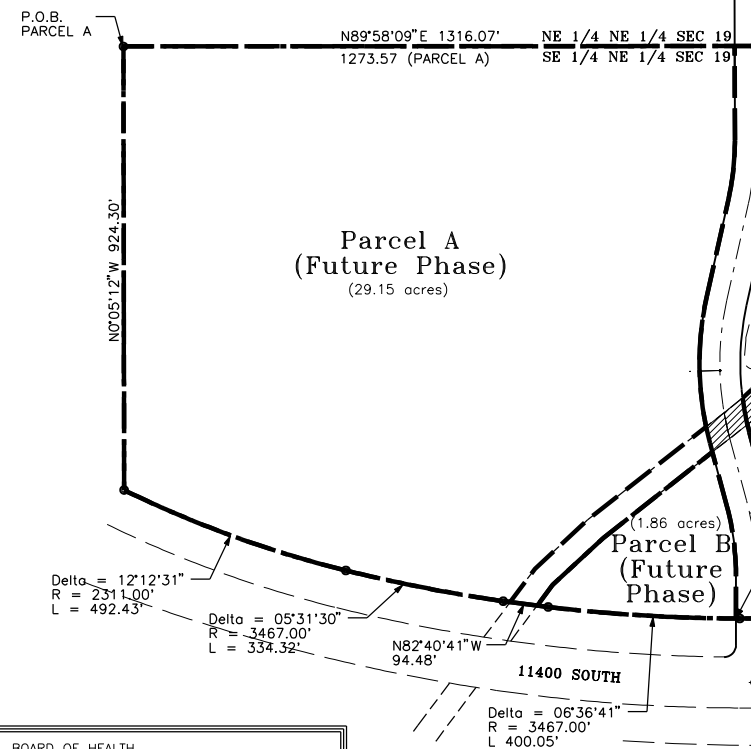 P.O.B.
PARCEL A
N89°58'09"E 1316.07'
NE 1/4 NE 1/4 SEC 19
1273.57 (PARCEL A)
SE 1/4 NE 1/4 SEC 19
N0°05'12"W 924.30'
Parcel A
(Future Phase)
(29.15 acres)
(1.86 acres)
Parcel B
(Future
Phase)
Delta = 12°12'31"
R = 2311.00'
L = 492.43'
Delta = 05°31'30"
R = 3467.00'
L = 334.32'
N82°40'41"W
94.48'
11400 SOUTH
Delta = 06°36'41"
R = 3467.00'
L 400.05'
BOARD OF HEALTH